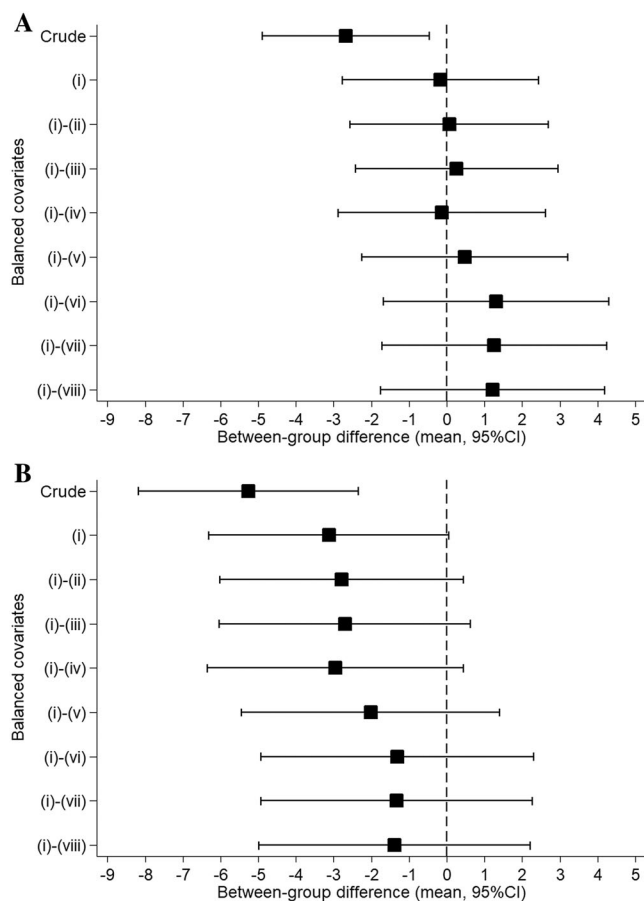 A
Crude
(i)
(i)-(ii)
(i)-(iii)
(i)-(iv)
(i)-(v)
(i)-(vi)
(i)-(vii)
(i)-(viii)
Balanced covariates
-9 -8 -7 -6 -5 -4 -3 -2 -1 0 1 2 3 4 5
Between-group difference (mean, 95%CI)
B
Crude
(i)
(i)-(ii)
(i)-(iii)
(i)-(iv)
(i)-(v)
(i)-(vi)
(i)-(vii)
(i)-(viii)
Balanced covariates
-9 -8 -7 -6 -5 -4 -3 -2 -1 0 1 2 3 4 5
Between-group difference (mean, 95%CI)